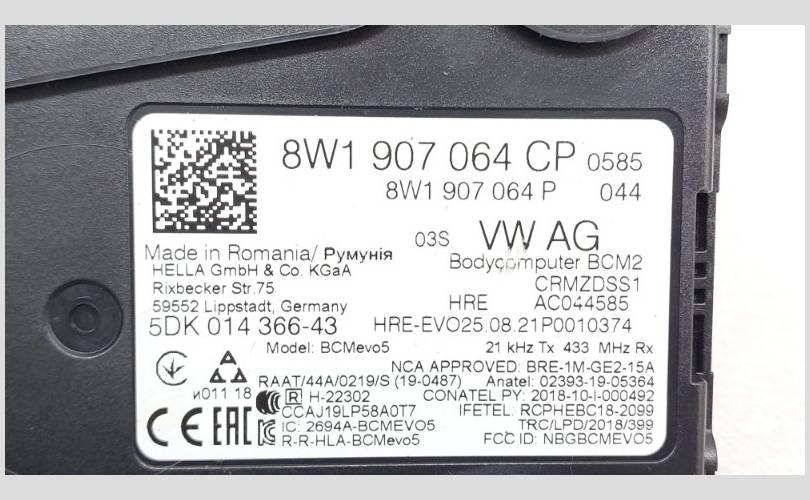 8W1 907 064 CP 0585
8W1 907 064 P 044
03S VW AG
Made in Romania/ Румунія
Bodycomputer BCM2
HELLA GmbH & Co. KGaA
CRMZDSS1
Rixbecker Str.75
HRE AC044585
59552 Lippstadt, Germany
5DK 014 366-43 HRE-EVO25.08.21P0010374
Model: BCMevo5 21 kHz Tx 433 MHz Rx
NCA APPROVED: BRE-1M-GE2-15A
RAAT/44A/0219/S (19-0487) Anatel: 02393-19-05364
и011 18 R H-22302 CONATEL PY: 2018-10-I-000492
CCAJ19LP58A0T7 IFETEL: RCPHEBC18-2099
CE EAC IC: 2694A-BCMEVO5 TRC/LPD/2018/399
R-R-HLA-BCMevo5 FCC ID: NBGBCMEVO5